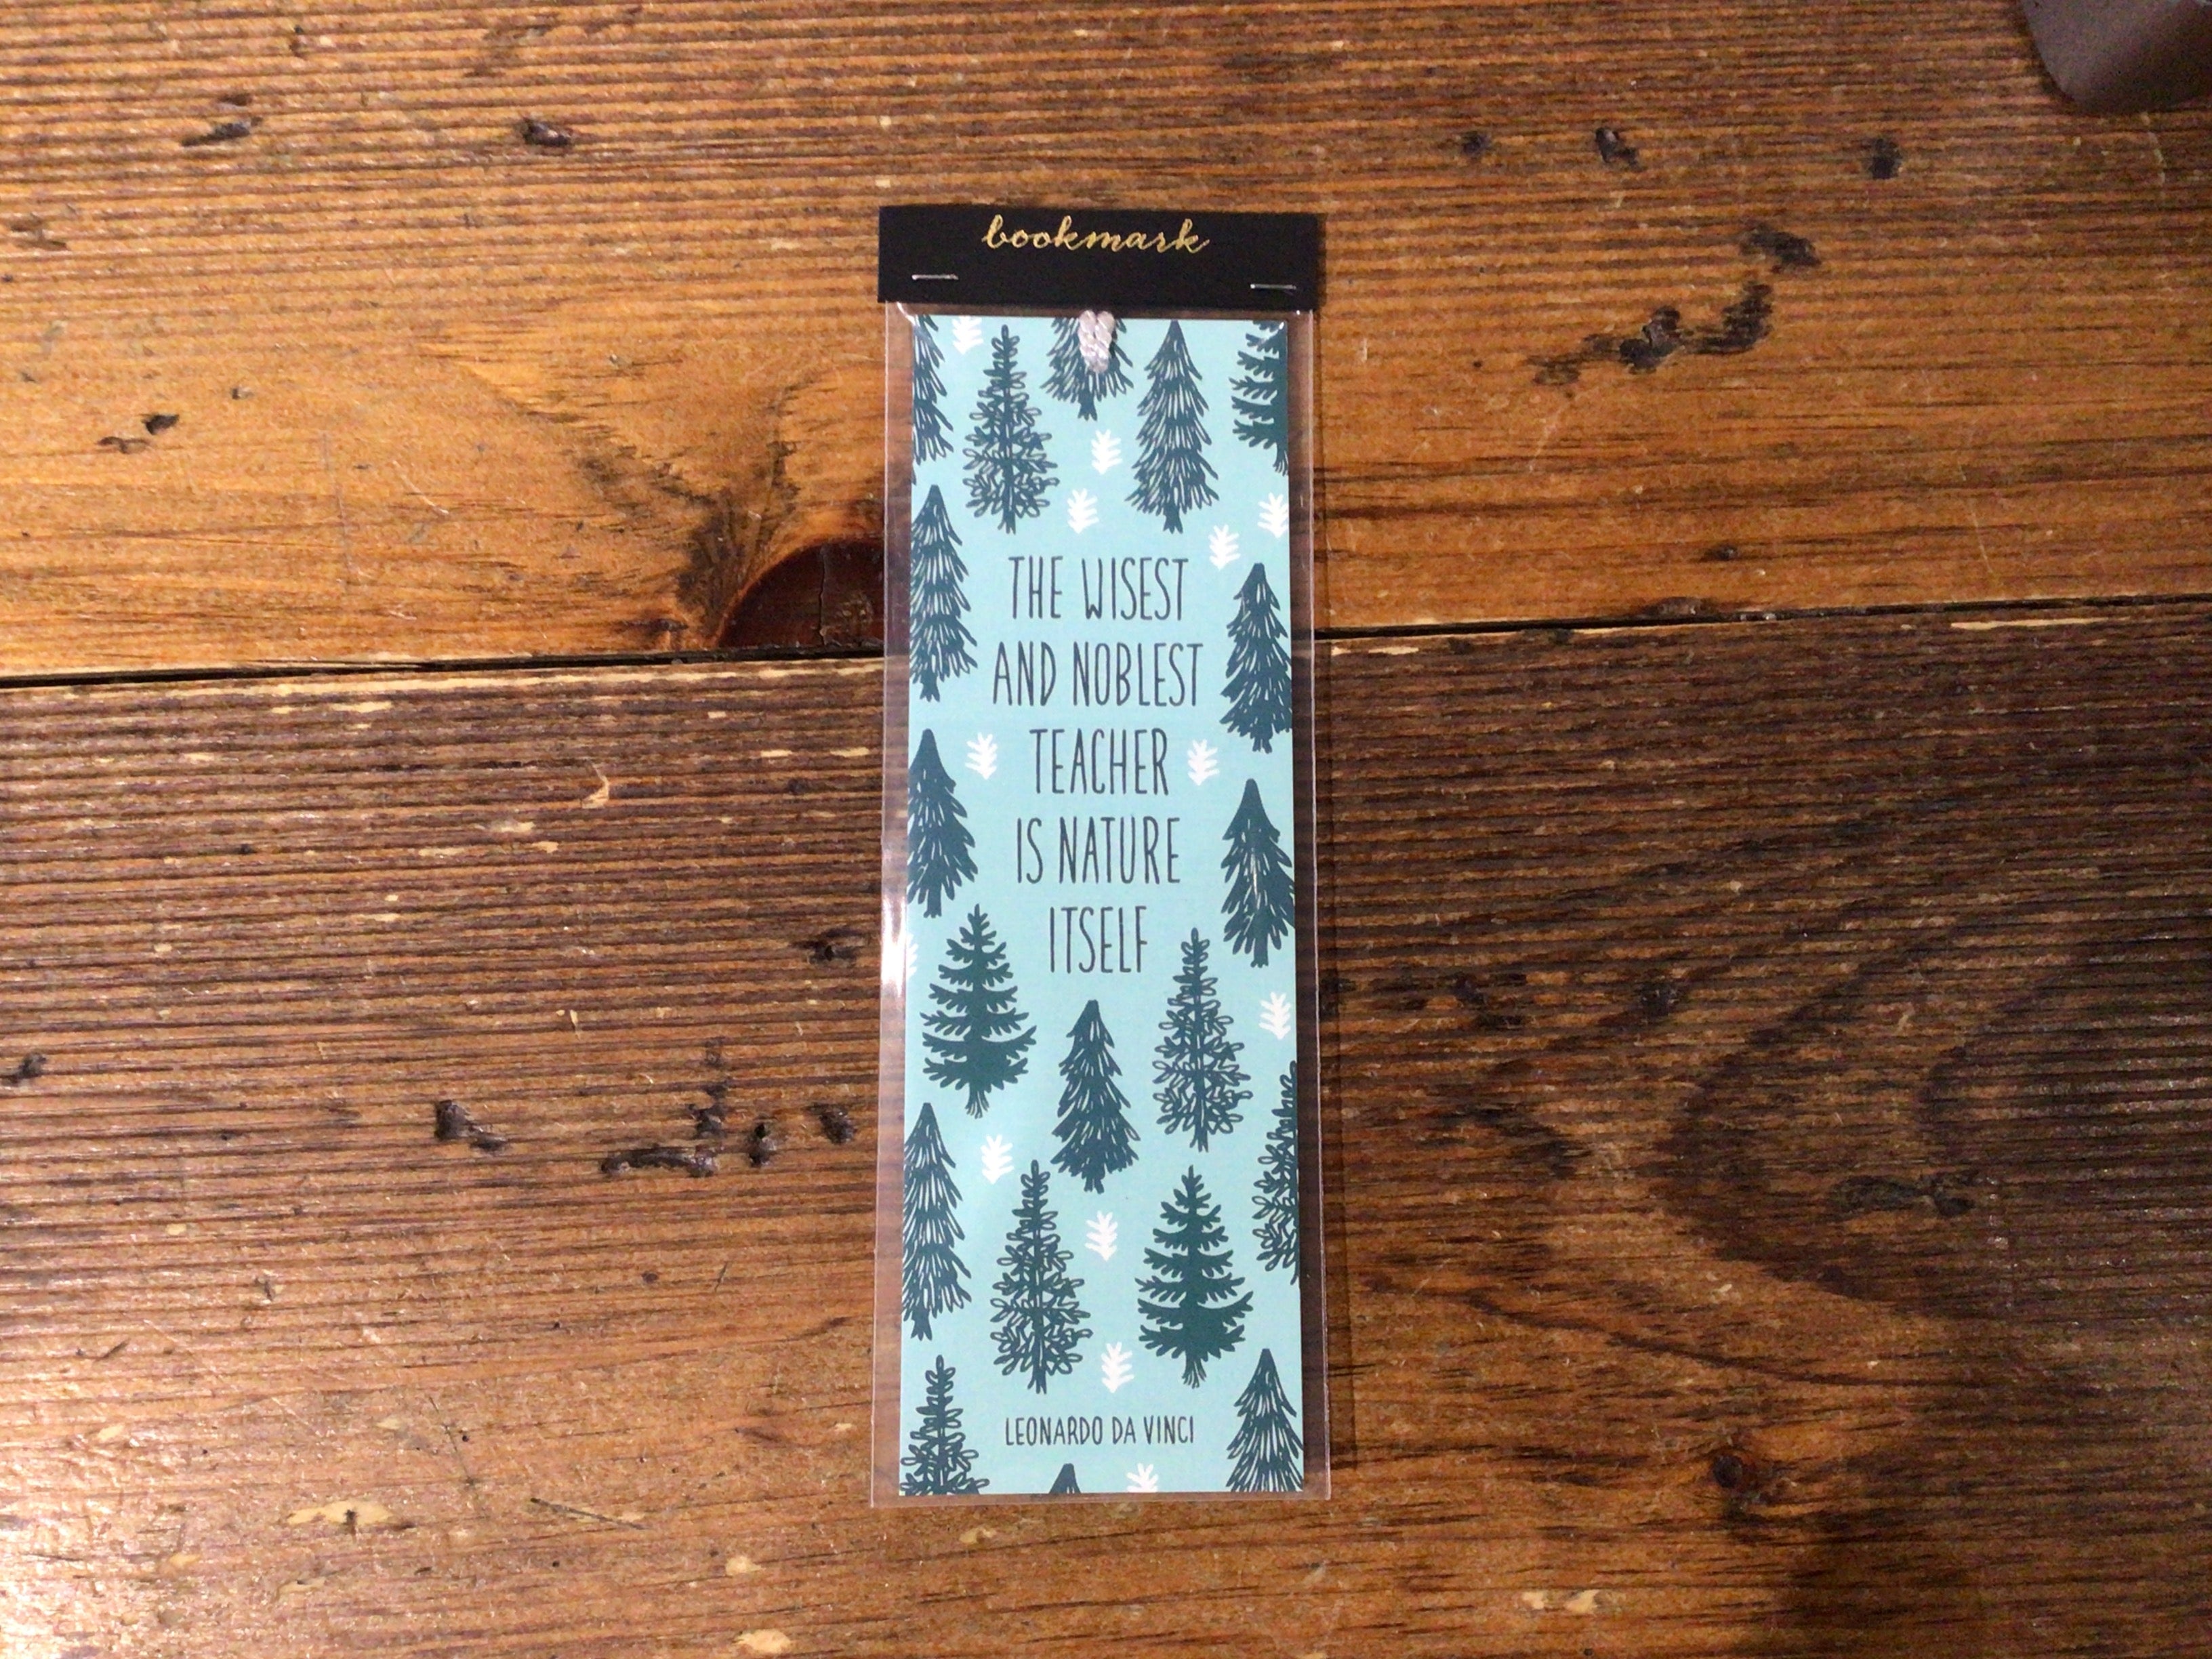 bookmark
THE WISEST
AND NOBLEST
TEACHER
IS NATURE
ITSELF
LEONARDO DA VINCI